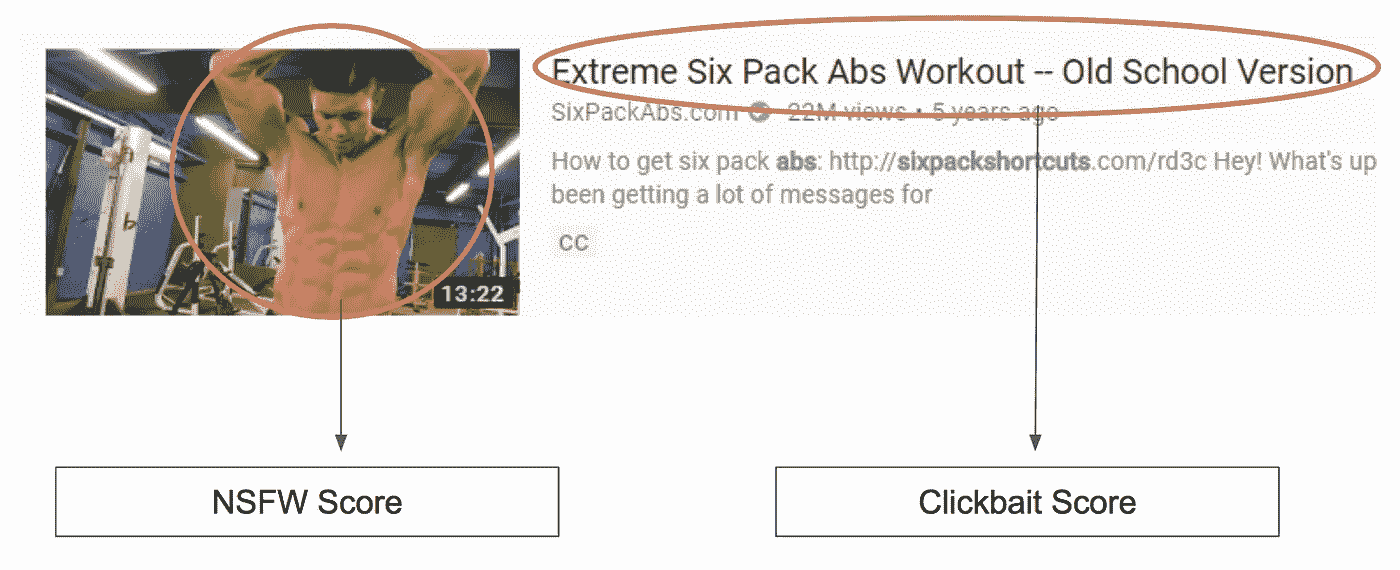 Extreme Six Pack Abs Workout -- Old School Version
SixPackAbs.com 22M views • 5 years ago
How to get six pack abs: http://sixpackshortcuts.com/rd3c Hey! What's up
been getting a lot of messages for
CC
13:22
NSFW Score
Clickbait Score